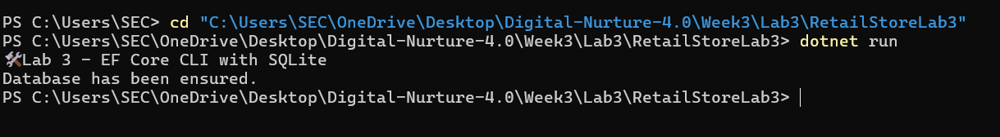 PS C:\Users\SEC> cd "C:\Users\SEC\OneDrive\Desktop\Digital-Nurture-4.0\Week3\Lab3\RetailStoreLab3"
PS C:\Users\SEC\OneDrive\Desktop\Digital-Nurture-4.0\Week3\Lab3\RetailStoreLab3> dotnet run
🛠️Lab 3 - EF Core CLI with SQLite
Database has been ensured.
PS C:\Users\SEC\OneDrive\Desktop\Digital-Nurture-4.0\Week3\Lab3\RetailStoreLab3>